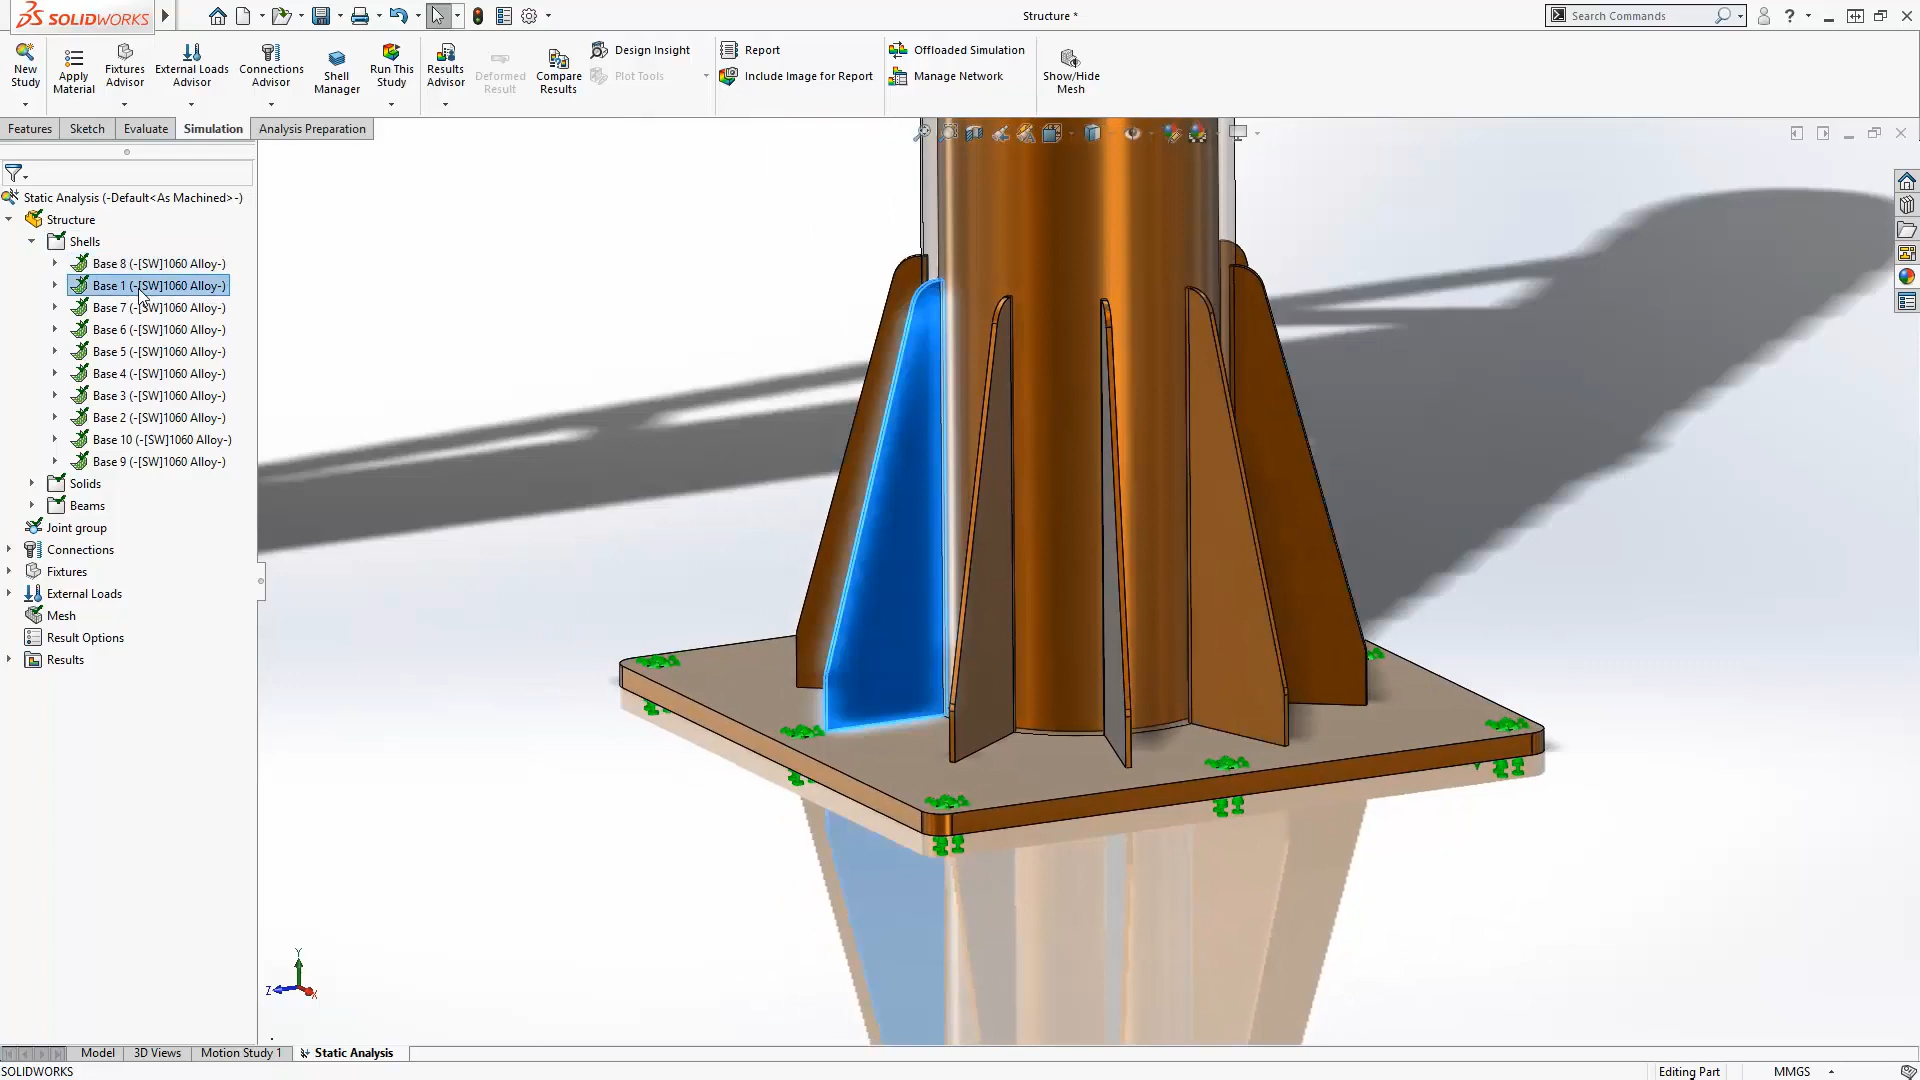 SOLIDWORKS
Structure *
Search Commands
New Study
Apply Material
Fixtures Advisor
External Loads Advisor
Connections Advisor
Shell Manager
Run This Study
Results Advisor
Deformed Result
Compare Results
Design Insight
Plot Tools
Report
Include Image for Report
Offloaded Simulation
Manage Network
Show/Hide Mesh
Features
Sketch
Evaluate
Simulation
Analysis Preparation
Static Analysis (-Default<As Machined>-)
Structure
Shells
Base 8 (-[SW]1060 Alloy-)
Base 1 (-[SW]1060 Alloy-)
Base 7 (-[SW]1060 Alloy-)
Base 6 (-[SW]1060 Alloy-)
Base 5 (-[SW]1060 Alloy-)
Base 4 (-[SW]1060 Alloy-)
Base 3 (-[SW]1060 Alloy-)
Base 2 (-[SW]1060 Alloy-)
Base 10 (-[SW]1060 Alloy-)
Base 9 (-[SW]1060 Alloy-)
Solids
Beams
Joint group
Connections
Fixtures
External Loads
Mesh
Result Options
Results
Y
Z
X
Model
3D Views
Motion Study 1
Static Analysis
SOLIDWORKS
Editing Part
MMGS